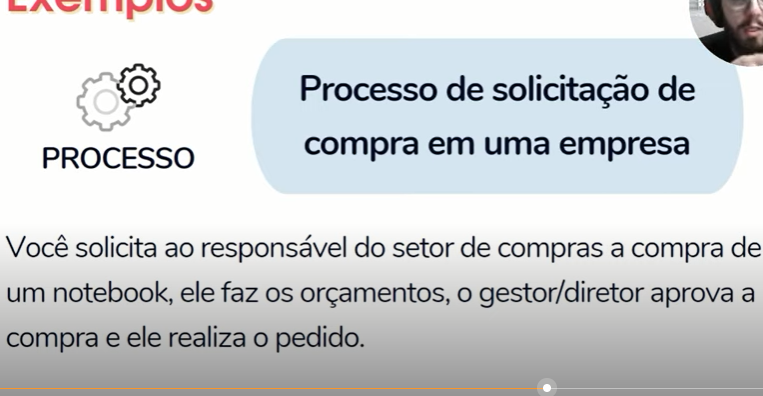 Exemplos
PROCESSO
Processo de solicitação de
compra em uma empresa
Você solicita ao responsável do setor de compras a compra de
um notebook, ele faz os orçamentos, o gestor/diretor aprova a
compra e ele realiza o pedido.